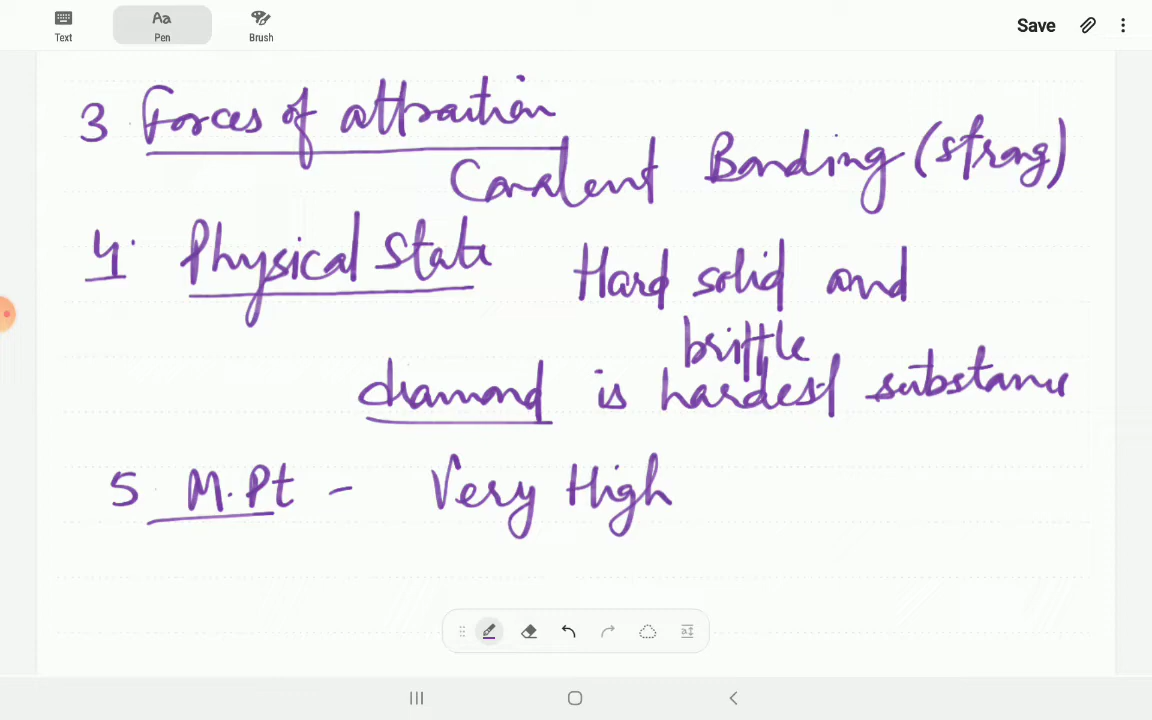 Text
Aa
Pen
Brush
Save
3 Forces of attraction
Covalent Bonding (strong)
4. Physical State Hard solid and
brittle
diamond is hardest substance
5 M.Pt - Very High